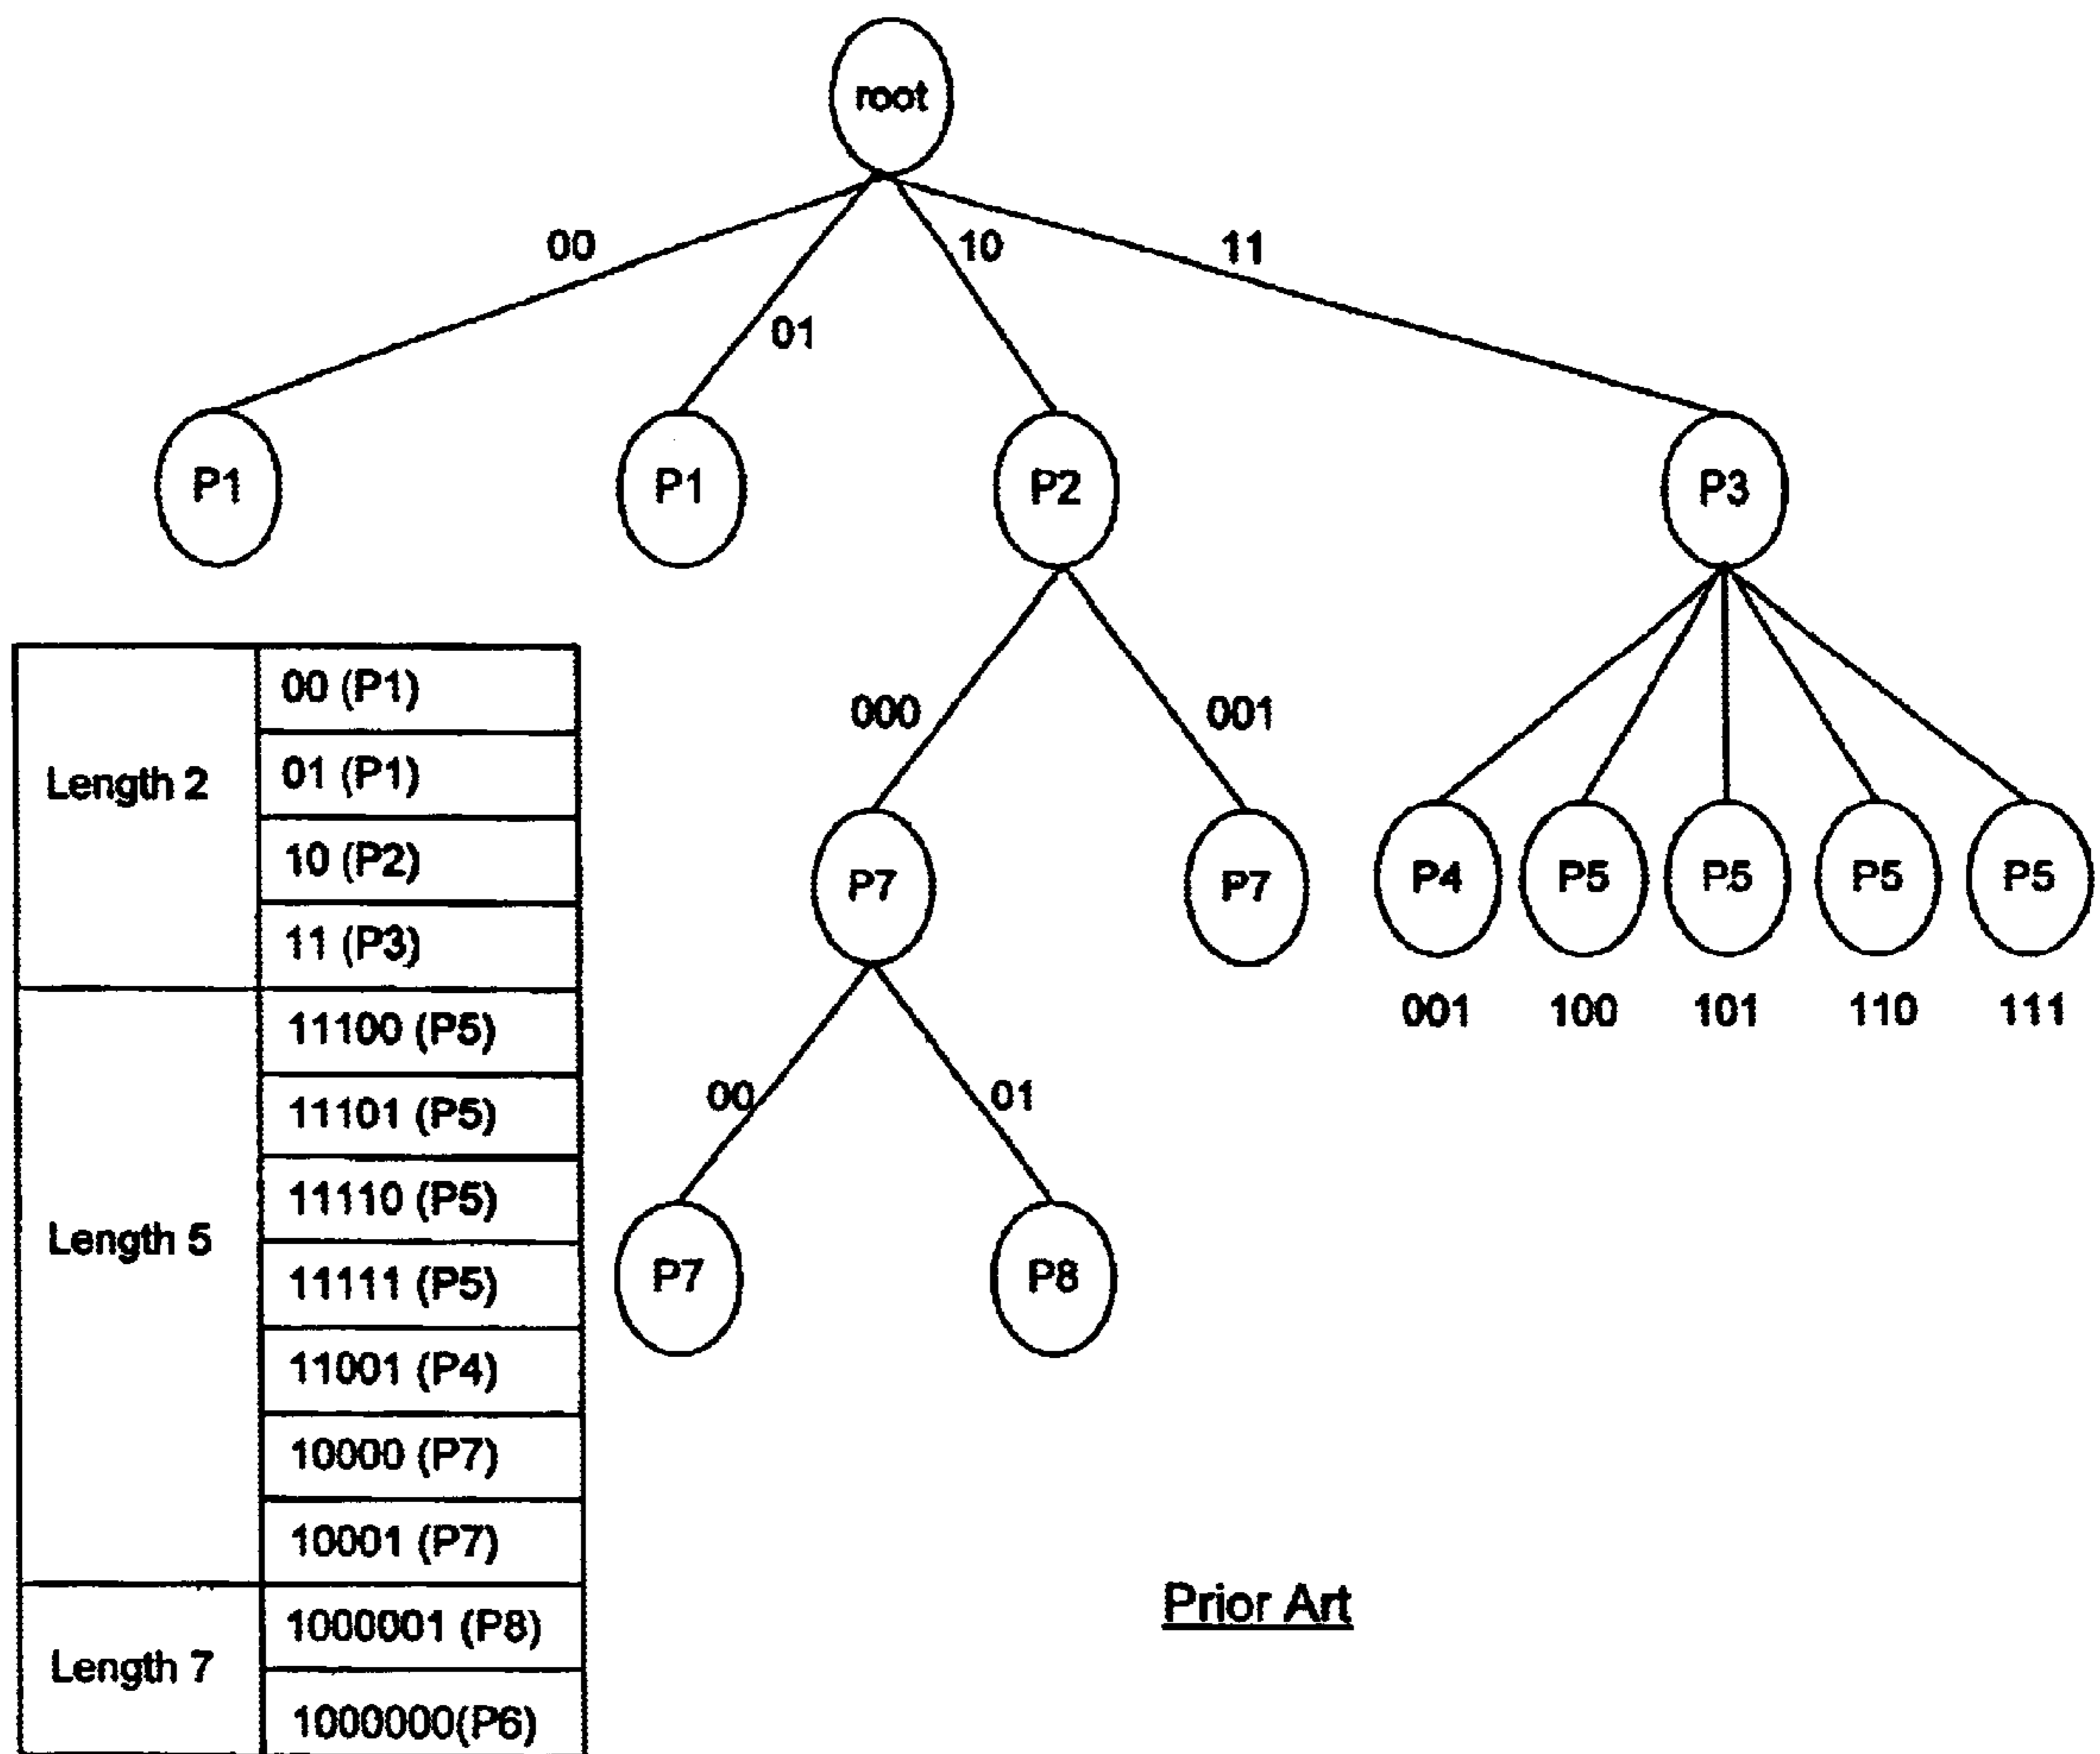 root
00
10
11
01
P1
P1
P2
P3
000
001
P7
P7
P4
P5
P5
P5
P5
001
100
101
110
111
00
01
P7
P8
Length 2
00 (P1)
01 (P1)
10 (P2)
11 (P3)
Length 5
11100 (P5)
11101 (P5)
11110 (P5)
11111 (P5)
11001 (P4)
10000 (P7)
10001 (P7)
Length 7
1000001 (P8)
1000000(P6)
Prior Art